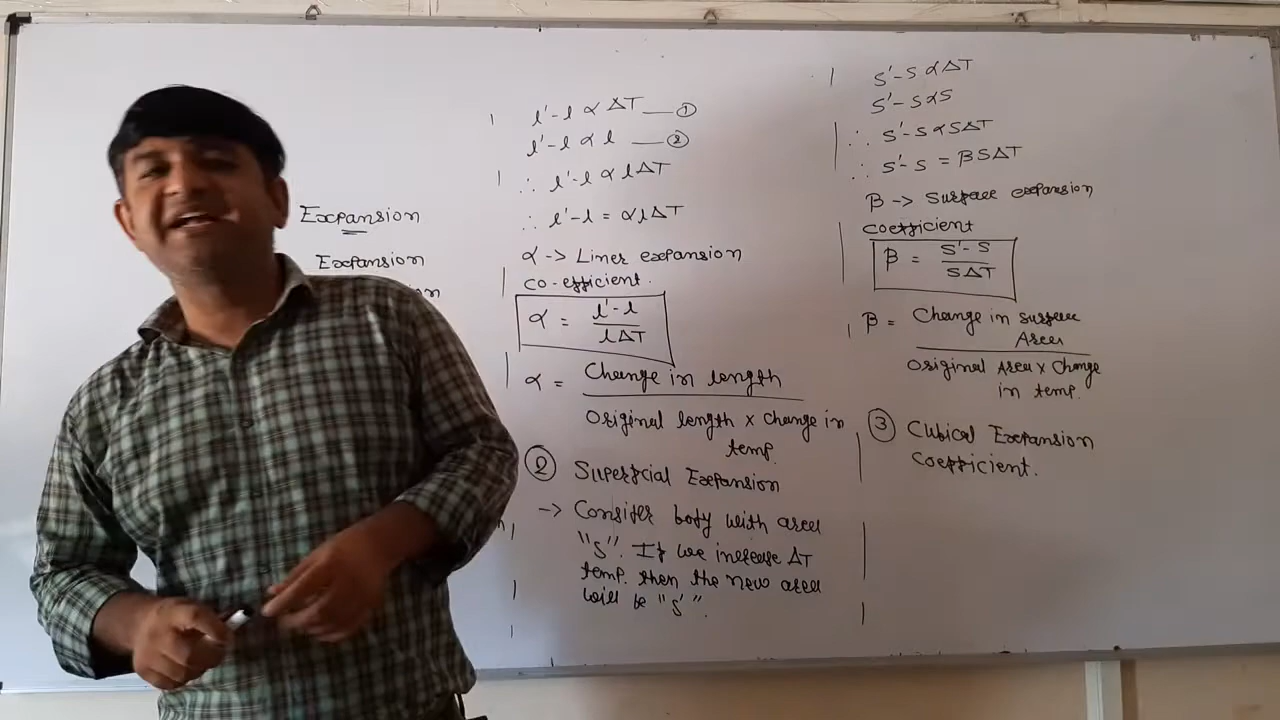 Expansion
Expansion
l'-l α ΔT —— ①
l'-l α l —— ②
∴ l'-l α lΔT
∴ l'-l = αlΔT
α -> Liner expansion
co-efficient.
α = l'-l / lΔT
α = Change in length
Original length x Change in
temp.
② Superfcial Expansion
-> Consider body with area
"S". If we increase ΔT
temp. then the new area
will be "S'".
S'-S α ΔT
S'-S α S
∴ S'-S α SΔT
∴ S'-S = βSΔT
β -> Surface expansion
coefficient
β = S'-S / SΔT
β = Change in surface
Area
Original Area x Change
in temp.
③ Cubical Expansion
Coefficient.